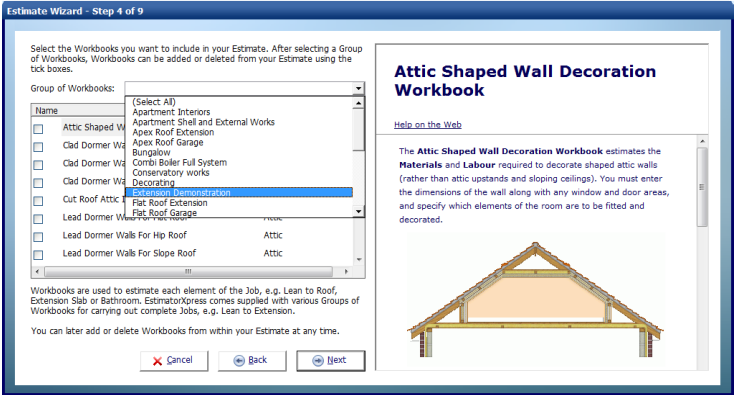 Estimate Wizard - Step 4 of 9
Select the Workbooks you want to include in your Estimate. After selecting a Group
of Workbooks, Workbooks can be added or deleted from your Estimate using the
tick boxes.
Group of Workbooks:
(Select All)
Apartment Interiors
Apartment Shell and External Works
Apex Roof Extension
Apex Roof Garage
Bungalow
Combi Boiler Full System
Conservatory works
Decorating
Extension Demonstration
Flat Roof Extension
Flat Roof Garage
Name
Attic Shaped W
Clad Dormer Wa
Clad Dormer Wa
Clad Dormer Wa
Cut Roof Attic I
Lead Dormer Walls For Flat Roof Attic
Lead Dormer Walls For Hip Roof Attic
Lead Dormer Walls For Slope Roof Attic
Workbooks are used to estimate each element of the Job, e.g. Lean to Roof,
Extension Slab or Bathroom. EstimatorXpress comes supplied with various Groups of
Workbooks for carrying out complete Jobs, e.g. Lean to Extension.
You can later add or delete Workbooks from within your Estimate at any time.
Cancel
Back
Next
Attic Shaped Wall Decoration
Workbook
Help on the Web
The Attic Shaped Wall Decoration Workbook estimates the
Materials and Labour required to decorate shaped attic walls
(rather than attic upstands and sloping ceilings). You must enter
the dimensions of the wall along with any window and door areas,
and specify which elements of the room are to be fitted and
decorated.